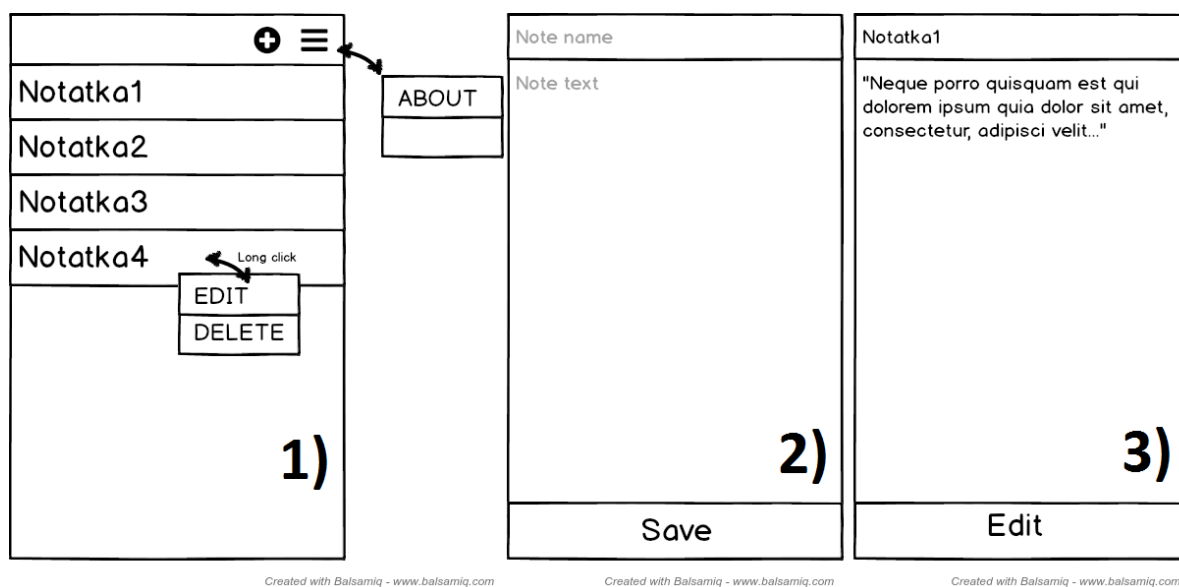 Notatka1
Notatka2
Notatka3
Notatka4
Long click
EDIT
DELETE
ABOUT
1)
Note name
Note text
2)
Save
Notatka1
"Neque porro quisquam est qui
dolorem ipsum quia dolor sit amet,
consectetur, adipisci velit..."
3)
Edit
Created with Balsamiq - www.balsamiq.com
Created with Balsamiq - www.balsamiq.com
Created with Balsamiq - www.balsamiq.com